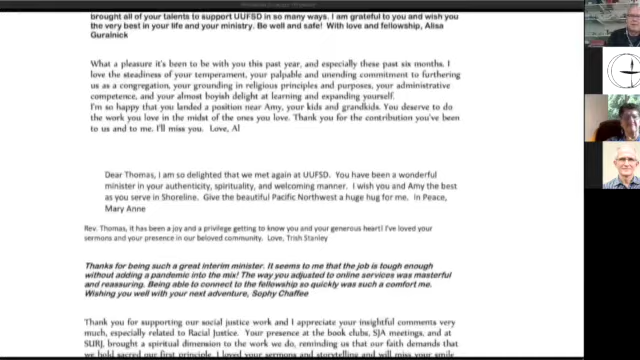 brought all of your talents to support UUFSD in so many ways. I am grateful to you and wish you
the very best in your life and your ministry. Be well and safe! With love and fellowship, Alisa
Guralnick
What a pleasure it's been to be with you this past year, and especially these past six months. I
love the steadiness of your temperament, your palpable and unending commitment to furthering
us as a congregation, your grounding in religious principles and purposes, your administrative
competence, and your almost boyish delight at learning and expanding yourself.
I'm so happy that you landed a position near Amy, your kids and grandkids. You deserve to do
the work you love in the midst of the ones you love. Thank you for the contribution you've been
to us and to me. I'll miss you. Love, Al
Dear Thomas, I am so delighted that we met again at UUFSD. You have been a wonderful
minister in your authenticity, spirituality, and welcoming manner. I wish you and Amy the best
as you serve in Shoreline. Give the beautiful Pacific Northwest a huge hug for me. In Peace,
Mary Anne
Rev. Thomas, it has been a joy and a privilege getting to know you and your generous heart! I've loved your
sermons and your presence in our beloved community. Love, Trish Stanley
Thanks for being such a great interim minister. It seems to me that the job is tough enough
without adding a pandemic into the mix! The way you adjusted to online services was masterful
and reassuring. Being able to connect to the fellowship so quickly was such a comfort me.
Wishing you well with your next adventure, Sophy Chaffee
Thank you for supporting our social justice work and I appreciate your insightful comments very
much, especially related to Racial Justice. Your presence at the book clubs, SJA meetings, and at
SURJ, brought a spiritual dimension to the work we do, reminding us that our faith demands that
we hold sacred our first principle. I loved your sermons and storytelling and will miss your smile